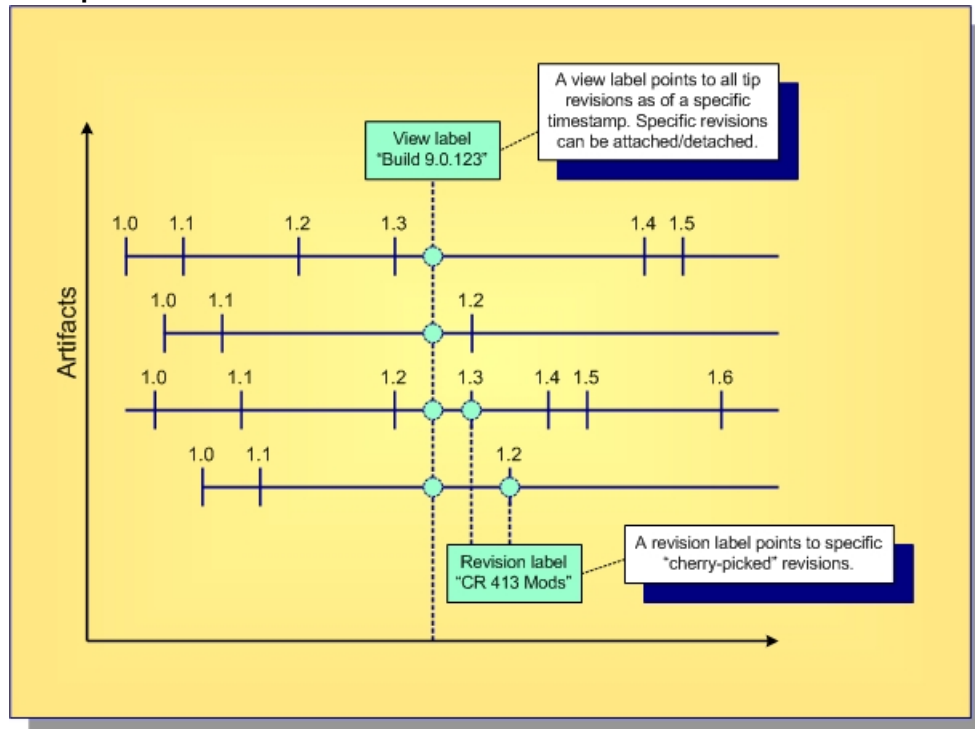 A view label points to all tip
revisions as of a specific
timestamp. Specific revisions
can be attached/detached.
View label
"Build 9.0.123"
1.0 1.1 1.2 1.3 1.4 1.5
1.0 1.1 1.2
Artifacts
1.0 1.1 1.2 1.3 1.4 1.5 1.6
1.0 1.1 1.2
A revision label points to specific
"cherry-picked" revisions.
Revision label
"CR 413 Mods"